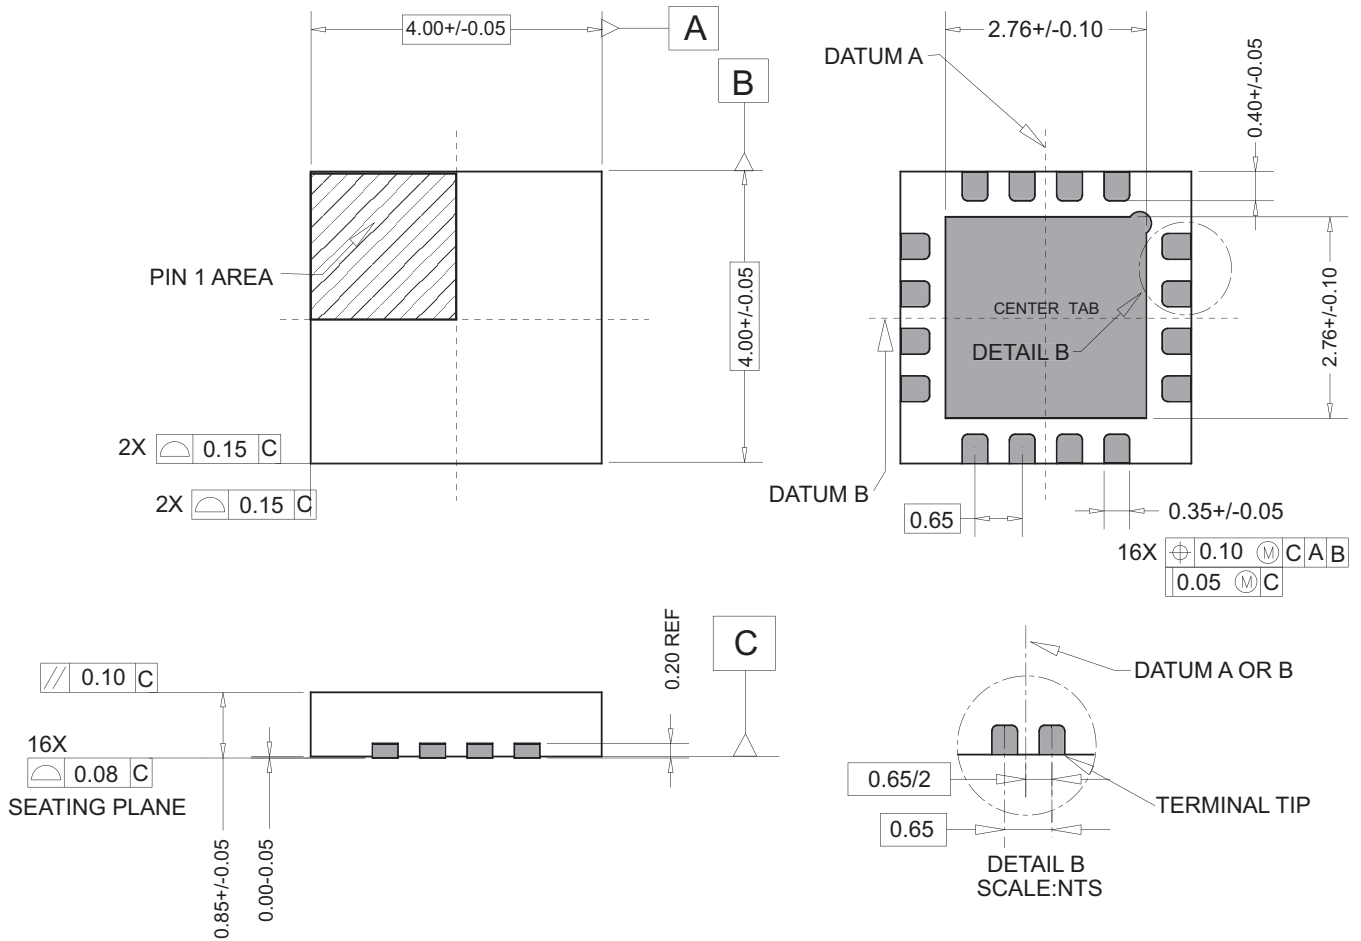 4.00+/-0.05
A
B
PIN 1 AREA
4.00+/-0.05
2X 0.15 C
2X 0.15 C
DATUM A
2.76+/-0.10
0.40+/-0.05
CENTER TAB
DETAIL B
2.76+/-0.10
DATUM B
0.65
0.35+/-0.05
16X ⌖ 0.10 Ⓜ C A B
0.05 Ⓜ C
// 0.10 C
16X
0.08 C
SEATING PLANE
0.85+/-0.05
0.00-0.05
0.20 REF
C
DATUM A OR B
0.65/2
0.65
TERMINAL TIP
DETAIL B
SCALE:NTS